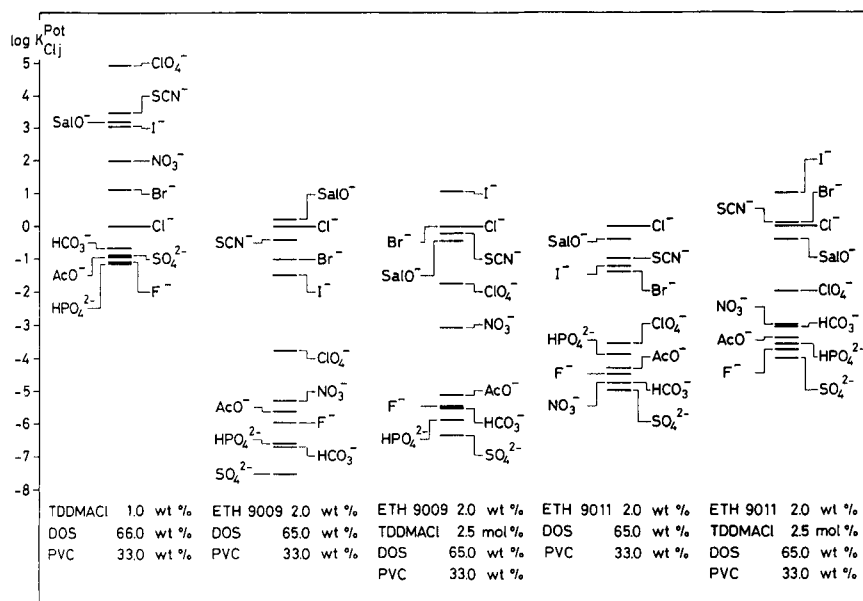 log K^Pot_Clj
5
4
3
2
1
0
-1
-2
-3
-4
-5
-6
-7
-8
ClO₄⁻
SCN⁻
SalO⁻
I⁻
NO₃⁻
Br⁻
Cl⁻
HCO₃⁻
SO₄²⁻
AcO⁻
F⁻
HPO₄²⁻
TDDMACl 1.0 wt %
DOS 66.0 wt %
PVC 33.0 wt %
SalO⁻
Cl⁻
SCN⁻
Br⁻
I⁻
ClO₄⁻
NO₃⁻
AcO⁻
F⁻
HPO₄²⁻
HCO₃⁻
SO₄²⁻
ETH 9009 2.0 wt %
DOS 65.0 wt %
PVC 33.0 wt %
I⁻
Cl⁻
Br⁻
SCN⁻
SalO⁻
ClO₄⁻
NO₃⁻
AcO⁻
F⁻
HCO₃⁻
HPO₄²⁻
SO₄²⁻
ETH 9009 2.0 wt %
TDDMACl 2.5 mol %
DOS 65.0 wt %
PVC 33.0 wt %
Cl⁻
SalO⁻
SCN⁻
I⁻
Br⁻
ClO₄⁻
HPO₄²⁻
AcO⁻
F⁻
HCO₃⁻
NO₃⁻
SO₄²⁻
ETH 9011 2.0 wt %
DOS 65.0 wt %
PVC 33.0 wt %
I⁻
Br⁻
SCN⁻
Cl⁻
SalO⁻
ClO₄⁻
NO₃⁻
HCO₃⁻
AcO⁻
HPO₄²⁻
F⁻
SO₄²⁻
ETH 9011 2.0 wt %
TDDMACl 2.5 mol %
DOS 65.0 wt %
PVC 33.0 wt %